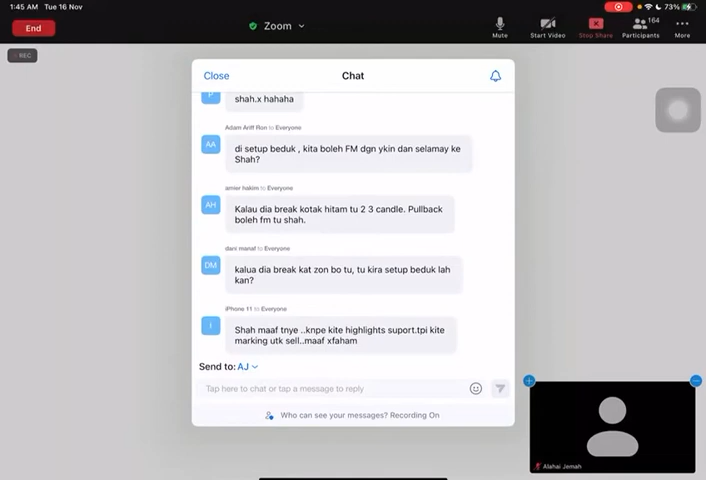 1:45 AM Tue 16 Nov
73%
End
Zoom
Mute
Start Video
Stop Share
164
Participants
More
REC
Close
Chat
shah.x hahaha
Adam Ariff Ron to Everyone
AA
di setup beduk , kita boleh FM dgn ykin dan selamay ke
Shah?
amier hakim to Everyone
AH
Kalau dia break kotak hitam tu 2 3 candle. Pullback
boleh fm tu shah.
dani manaf to Everyone
DM
kalua dia break kat zon bo tu, tu kira setup beduk lah
kan?
iPhone 11 to Everyone
I
Shah maaf tnye ..knpe kite highlights suport.tpi kite
marking utk sell..maaf xfaham
Send to: AJ
Tap here to chat or tap a message to reply
Who can see your messages? Recording On
Alahai Jemah